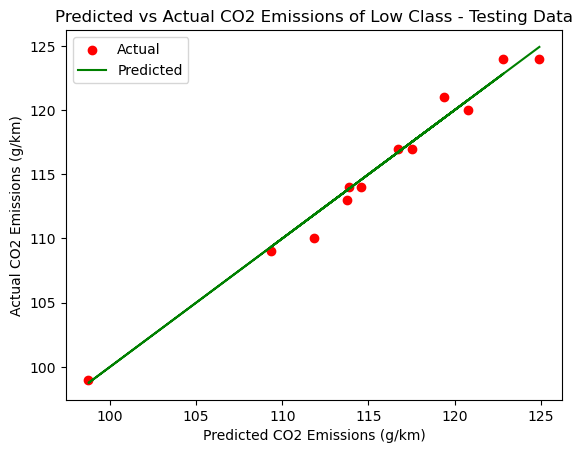 Predicted vs Actual CO2 Emissions of Low Class - Testing Data
Actual
Predicted
125
120
115
110
105
100
Actual CO2 Emissions (g/km)
100 105 110 115 120 125
Predicted CO2 Emissions (g/km)